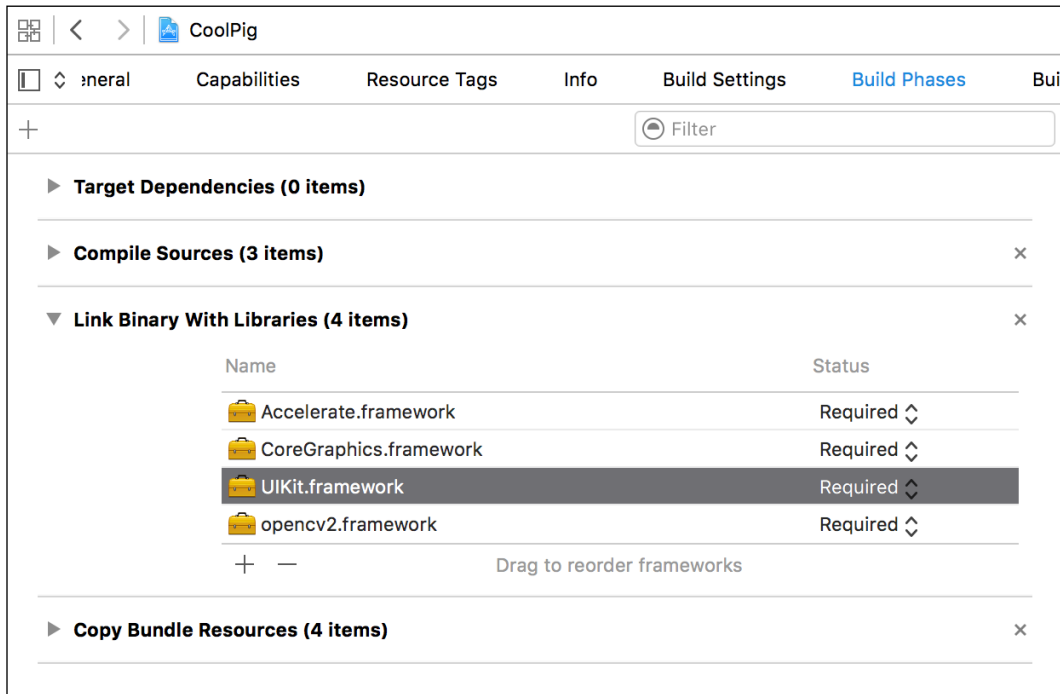 CoolPig
eneral Capabilities Resource Tags Info Build Settings Build Phases Bui
Filter
Target Dependencies (0 items)
Compile Sources (3 items)
Link Binary With Libraries (4 items)
Name Status
Accelerate.framework Required
CoreGraphics.framework Required
UIKit.framework Required
opencv2.framework Required
Drag to reorder frameworks
Copy Bundle Resources (4 items)